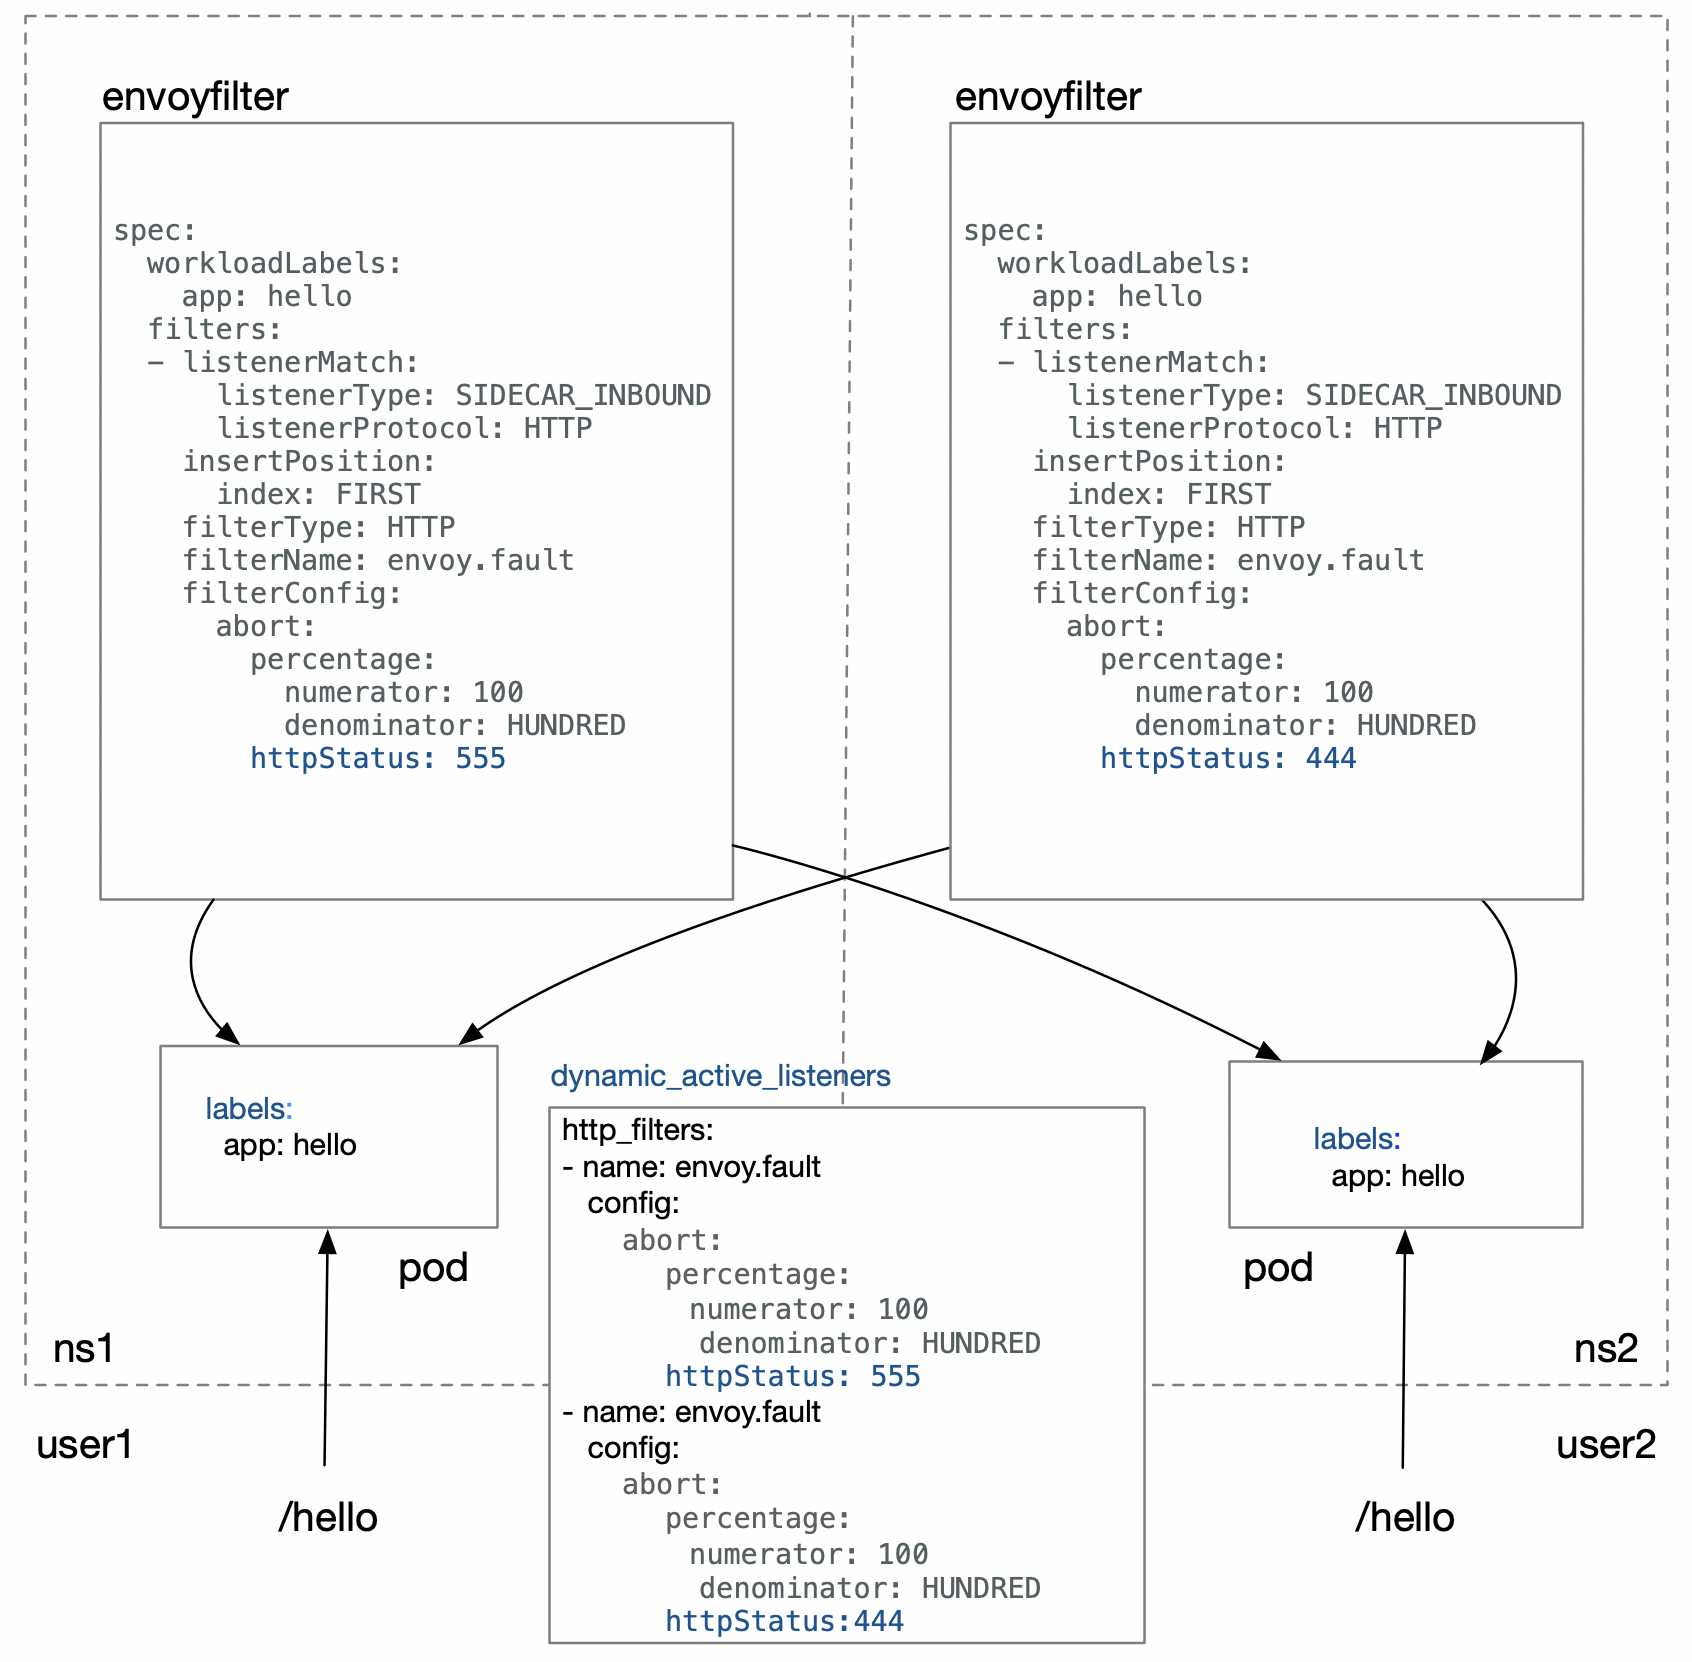 envoyfilter
spec:
  workloadLabels:
    app: hello
  filters:
  - listenerMatch:
      listenerType: SIDECAR_INBOUND
      listenerProtocol: HTTP
    insertPosition:
      index: FIRST
    filterType: HTTP
    filterName: envoy.fault
    filterConfig:
      abort:
        percentage:
          numerator: 100
          denominator: HUNDRED
        httpStatus: 555
envoyfilter
spec:
  workloadLabels:
    app: hello
  filters:
  - listenerMatch:
      listenerType: SIDECAR_INBOUND
      listenerProtocol: HTTP
    insertPosition:
      index: FIRST
    filterType: HTTP
    filterName: envoy.fault
    filterConfig:
      abort:
        percentage:
          numerator: 100
          denominator: HUNDRED
        httpStatus: 444
labels:
  app: hello
pod
ns1
user1
/hello
dynamic_active_listeners
http_filters:
- name: envoy.fault
  config:
    abort:
      percentage:
        numerator: 100
        denominator: HUNDRED
      httpStatus: 555
- name: envoy.fault
  config:
    abort:
      percentage:
        numerator: 100
        denominator: HUNDRED
      httpStatus:444
labels:
  app: hello
pod
ns2
user2
/hello